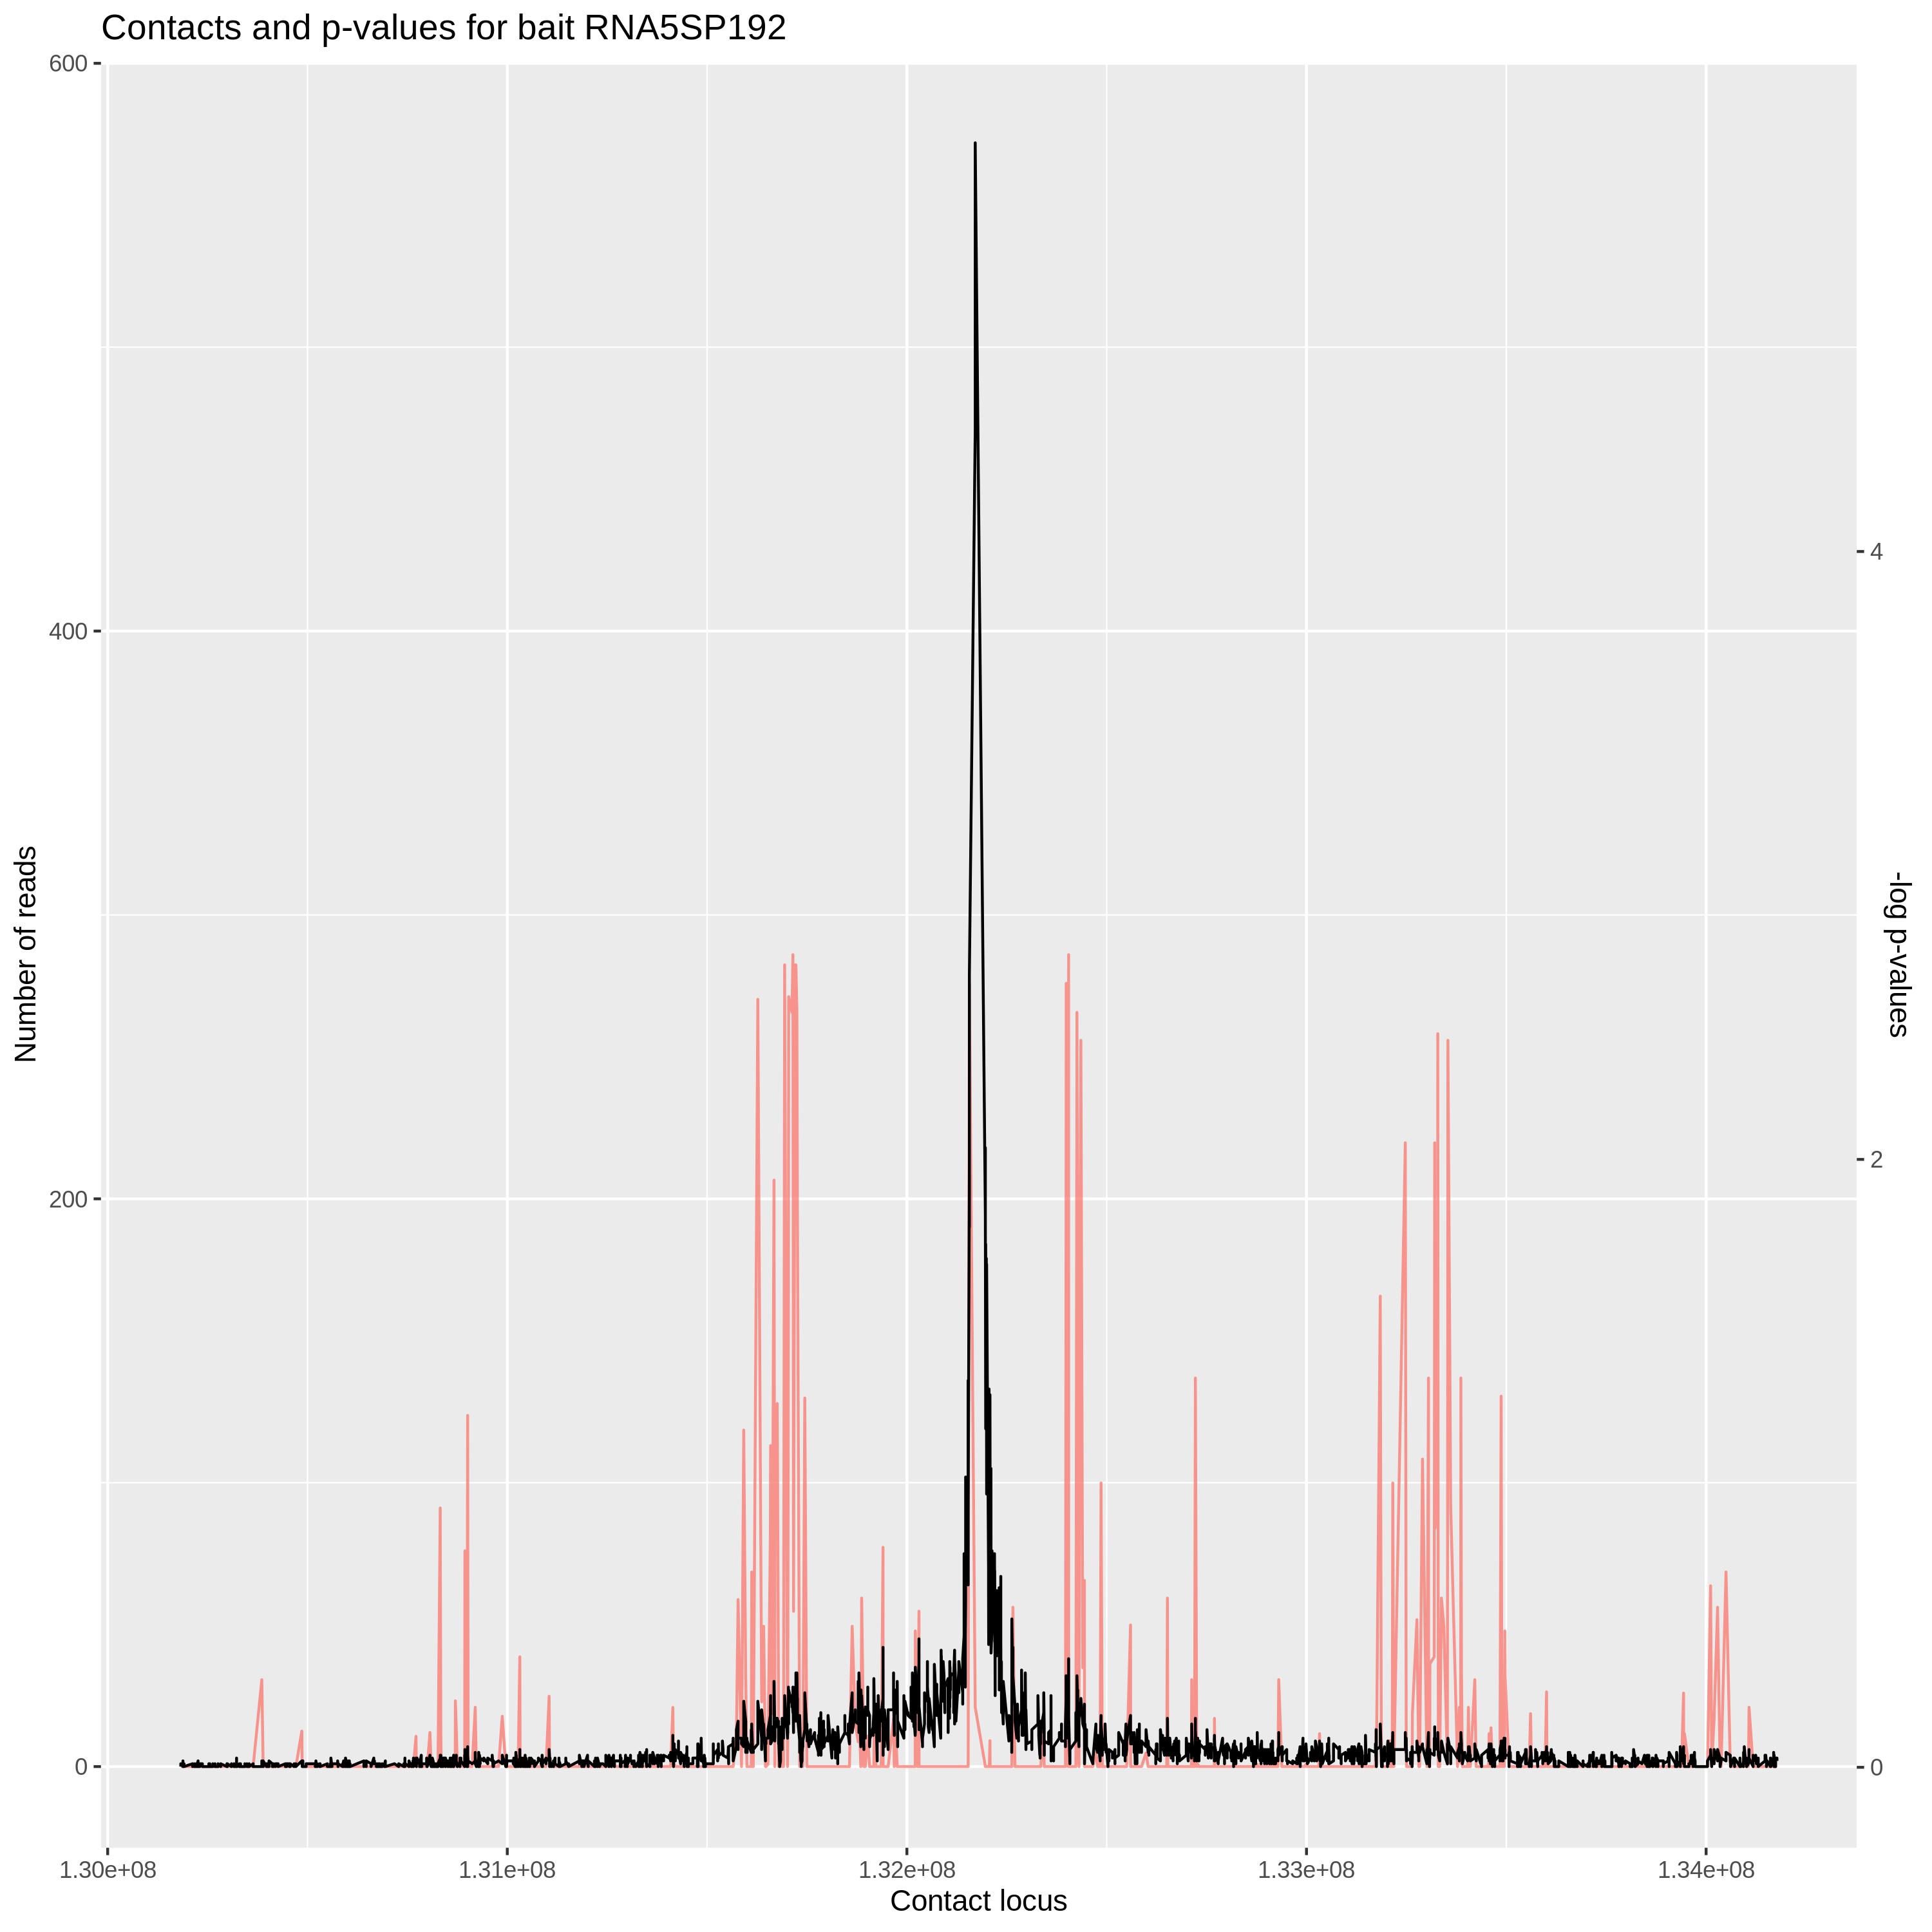 Contacts and p-values for bait RNA5SP192
600
400
200
0
Number of reads
4
2
0
-log p-values
1.30e+08
1.31e+08
1.32e+08
1.33e+08
1.34e+08
Contact locus